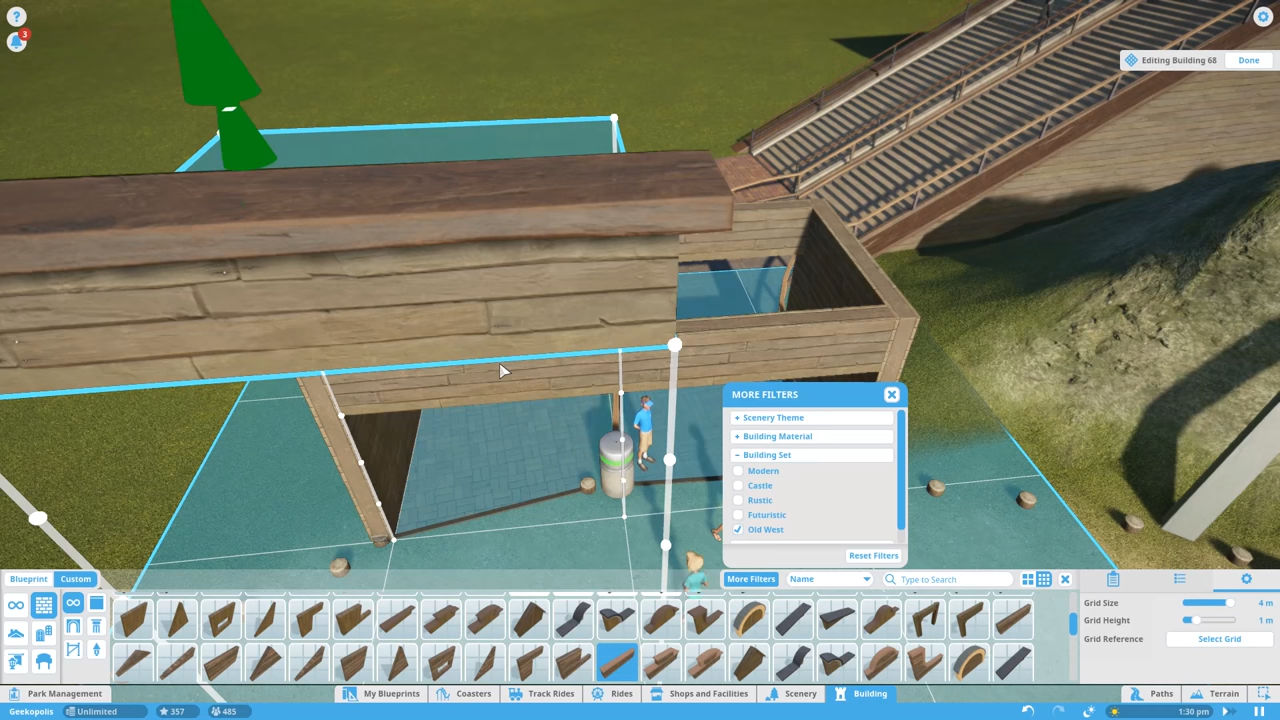 ?
3
Editing Building 68
Done
MORE FILTERS
+ Scenery Theme
+ Building Material
− Building Set
Modern
Castle
Rustic
Futuristic
Old West
Reset Filters
Blueprint
Custom
More Filters
Name
Type to Search
Grid Size
4 m
Grid Height
1 m
Grid Reference
Select Grid
Park Management
My Blueprints
Coasters
Track Rides
Rides
Shops and Facilities
Scenery
Building
Paths
Terrain
Geekopolis
Unlimited
357
485
1:30 pm